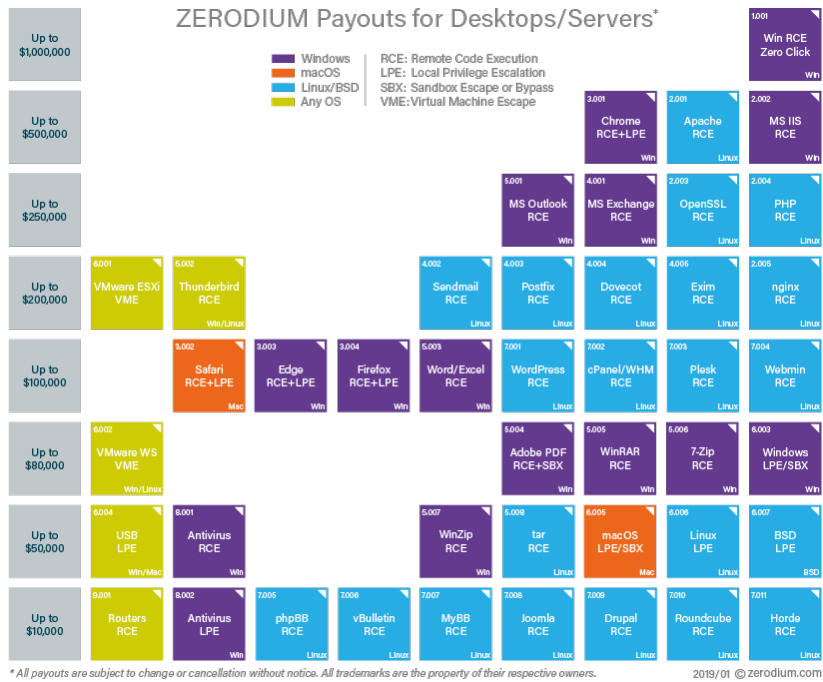 ZERODIUM Payouts for Desktops/Servers*
Windows
macOS
Linux/BSD
Any OS
RCE: Remote Code Execution
LPE: Local Privilege Escalation
SBX: Sandbox Escape or Bypass
VME: Virtual Machine Escape
Up to
$1,000,000
1.001
Win RCE
Zero Click
Win
Up to
$500,000
3.001
Chrome
RCE+LPE
Win
2.001
Apache
RCE
Linux
2.002
MS IIS
RCE
Win
Up to
$250,000
5.001
MS Outlook
RCE
Win
4.001
MS Exchange
RCE
Win
2.003
OpenSSL
RCE
Linux
2.004
PHP
RCE
Linux
Up to
$200,000
6.001
VMware ESXi
VME
5.002
Thunderbird
RCE
Win/Linux
4.002
Sendmail
RCE
Linux
4.003
Postfix
RCE
Linux
4.004
Dovecot
RCE
Linux
4.005
Exim
RCE
Linux
2.005
nginx
RCE
Linux
Up to
$100,000
3.002
Safari
RCE+LPE
Mac
3.003
Edge
RCE+LPE
Win
3.004
Firefox
RCE+LPE
Win
5.003
Word/Excel
RCE
Win
7.001
WordPress
RCE
Linux
7.002
cPanel/WHM
RCE
Linux
7.003
Plesk
RCE
Linux
7.004
Webmin
RCE
Linux
Up to
$80,000
6.002
VMware WS
VME
Win/Linux
5.004
Adobe PDF
RCE+SBX
Win
5.005
WinRAR
RCE
Win
5.006
7-Zip
RCE
Win
6.003
Windows
LPE/SBX
Win
Up to
$50,000
6.004
USB
LPE
Win/Mac
8.001
Antivirus
RCE
Win
5.007
WinZip
RCE
Win
5.008
tar
RCE
Linux
6.005
macOS
LPE/SBX
Mac
6.006
Linux
LPE
Linux
6.007
BSD
LPE
BSD
Up to
$10,000
9.001
Routers
RCE
8.002
Antivirus
LPE
Win
7.005
phpBB
RCE
Linux
7.006
vBulletin
RCE
Linux
7.007
MyBB
RCE
Linux
7.008
Joomla
RCE
Linux
7.009
Drupal
RCE
Linux
7.010
Roundcube
RCE
Linux
7.011
Horde
RCE
Linux
* All payouts are subject to change or cancellation without notice. All trademarks are the property of their respective owners.
2019/01 © zerodium.com